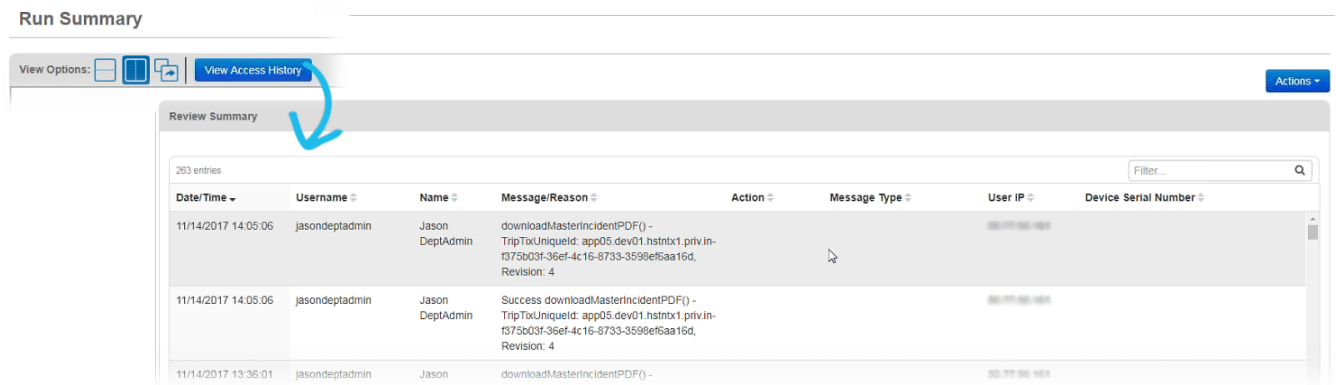 Run Summary
View Options: View Access History
Actions
Review Summary
263 entries Filter...
Date/Time Username Name Message/Reason Action Message Type User IP Device Serial Number
11/14/2017 14:05:06 jasondeptadmin Jason downloadMasterIncidentPDF() -
DeptAdmin TripTixUniqueId: app05.dev01.hstntx1.priv.in-
f375b03f-36ef-4c16-8733-3598ef6aa16d,
Revision: 4
11/14/2017 14:05:06 jasondeptadmin Jason Success downloadMasterIncidentPDF() -
DeptAdmin TripTixUniqueId: app05.dev01.hstntx1.priv.in-
f375b03f-36ef-4c16-8733-3598ef6aa16d,
Revision: 4
11/14/2017 13:36:01 jasondeptadmin Jason downloadMasterIncidentPDF() -